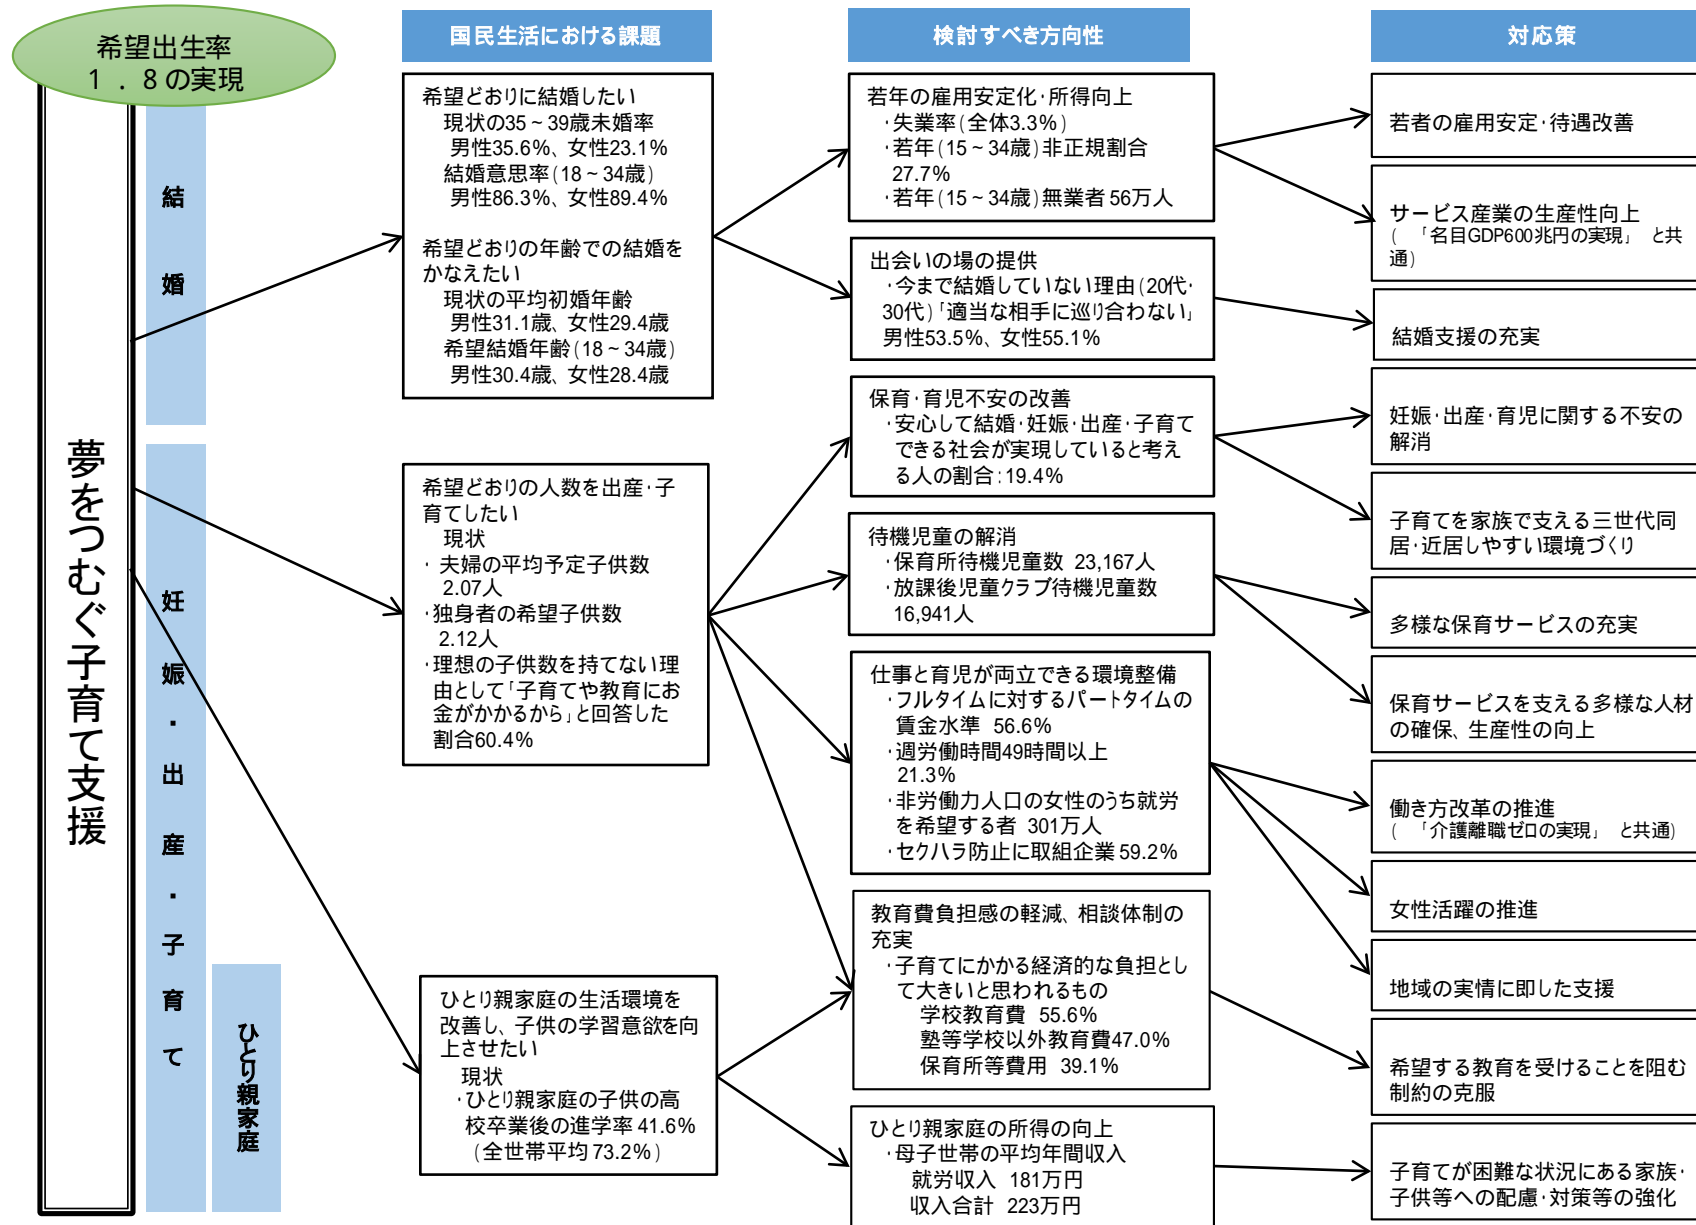 希望出生率
1．8の実現
夢をつむぐ子育て支援
結婚
妊娠・出産・子育て
ひとり親家庭
国民生活における課題
希望どおりに結婚したい
現状の35～39歳未婚率
男性35.6%、女性23.1%
結婚意思率(18～34歳)
男性86.3%、女性89.4%
希望どおりの年齢での結婚を
かなえたい
現状の平均初婚年齢
男性31.1歳、女性29.4歳
希望結婚年齢(18～34歳)
男性30.4歳、女性28.4歳
希望どおりの人数を出産・子
育てしたい
現状
・夫婦の平均予定子供数
2.07人
・独身者の希望子供数
2.12人
・理想の子供数を持てない理
由として「子育てや教育にお
金がかかるから」と回答した
割合60.4%
ひとり親家庭の生活環境を
改善し、子供の学習意欲を向
上させたい
現状
・ひとり親家庭の子供の高
校卒業後の進学率 41.6%
(全世帯平均 73.2%)
検討すべき方向性
若年の雇用安定化・所得向上
・失業率(全体3.3%)
・若年(15～34歳)非正規割合
27.7%
・若年(15～34歳)無業者 56万人
出会いの場の提供
・今まで結婚していない理由(20代・
30代)「適当な相手に巡り合わない」
男性53.5%、女性55.1%
保育・育児不安の改善
・安心して結婚・妊娠・出産・子育て
できる社会が実現していると考え
る人の割合:19.4%
待機児童の解消
・保育所待機児童数 23,167人
・放課後児童クラブ待機児童数
16,941人
仕事と育児が両立できる環境整備
・フルタイムに対するパートタイムの
賃金水準 56.6%
・週労働時間49時間以上
21.3%
・非労働力人口の女性のうち就労
を希望する者 301万人
・セクハラ防止に取組企業 59.2%
教育費負担感の軽減、相談体制の
充実
・子育てにかかる経済的な負担とし
て大きいと思われるもの
学校教育費 55.6%
塾等学校以外教育費47.0%
保育所等費用 39.1%
ひとり親家庭の所得の向上
・母子世帯の平均年間収入
就労収入 181万円
収入合計 223万円
対応策
若者の雇用安定・待遇改善
サービス産業の生産性向上
( 「名目GDP600兆円の実現」 と共
通)
結婚支援の充実
妊娠・出産・育児に関する不安の
解消
子育てを家族で支える三世代同
居・近居しやすい環境づくり
多様な保育サービスの充実
保育サービスを支える多様な人材
の確保、生産性の向上
働き方改革の推進
( 「介護離職ゼロの実現」 と共通)
女性活躍の推進
地域の実情に即した支援
希望する教育を受けることを阻む
制約の克服
子育てが困難な状況にある家族・
子供等への配慮・対策等の強化